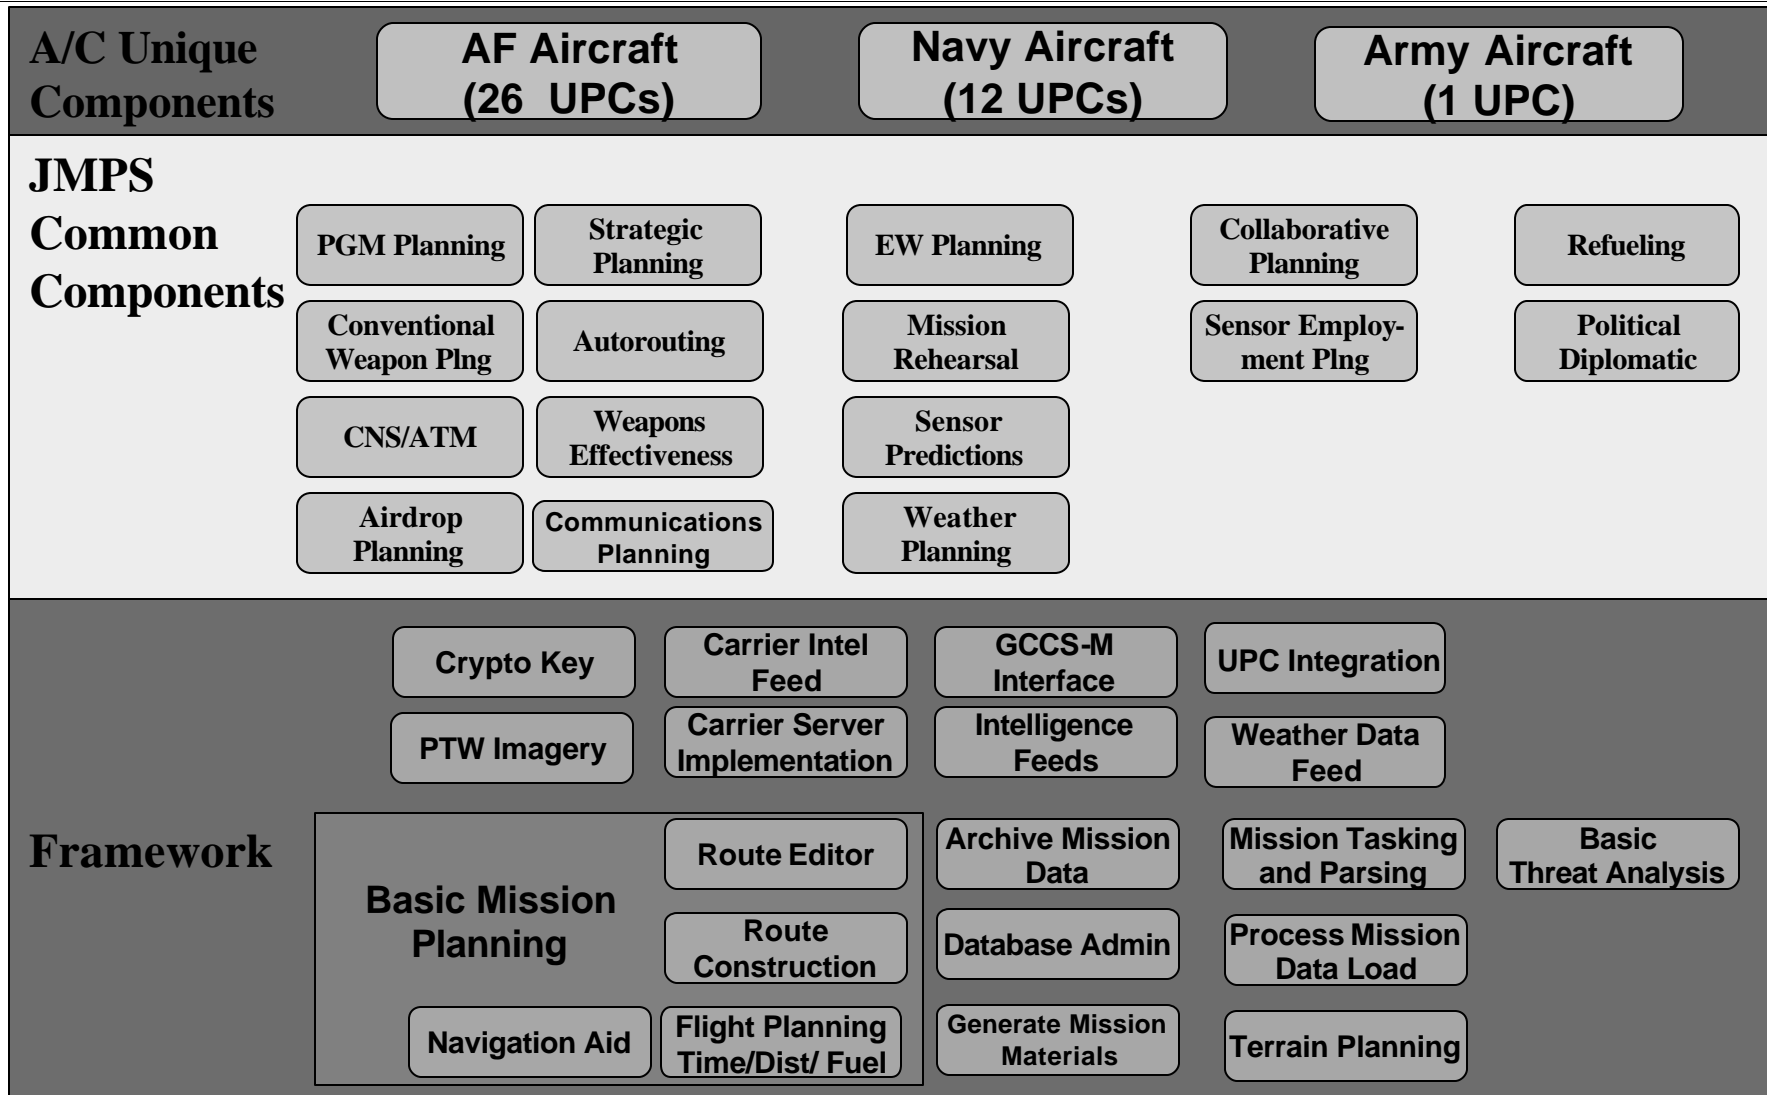 A/C Unique
Components
AF Aircraft
(26 UPCs)
Navy Aircraft
(12 UPCs)
Army Aircraft
(1 UPC)
JMPS
Common
Components
PGM Planning
Strategic
Planning
EW Planning
Collaborative
Planning
Refueling
Conventional
Weapon Plng
Autorouting
Mission
Rehearsal
Sensor Employ-
ment Plng
Political
Diplomatic
CNS/ATM
Weapons
Effectiveness
Sensor
Predictions
Airdrop
Planning
Communications
Planning
Weather
Planning
Framework
Crypto Key
Carrier Intel
Feed
GCCS-M
Interface
UPC Integration
PTW Imagery
Carrier Server
Implementation
Intelligence
Feeds
Weather Data
Feed
Basic Mission
Planning
Route Editor
Archive Mission
Data
Mission Tasking
and Parsing
Basic
Threat Analysis
Route
Construction
Database Admin
Process Mission
Data Load
Navigation Aid
Flight Planning
Time/Dist/ Fuel
Generate Mission
Materials
Terrain Planning